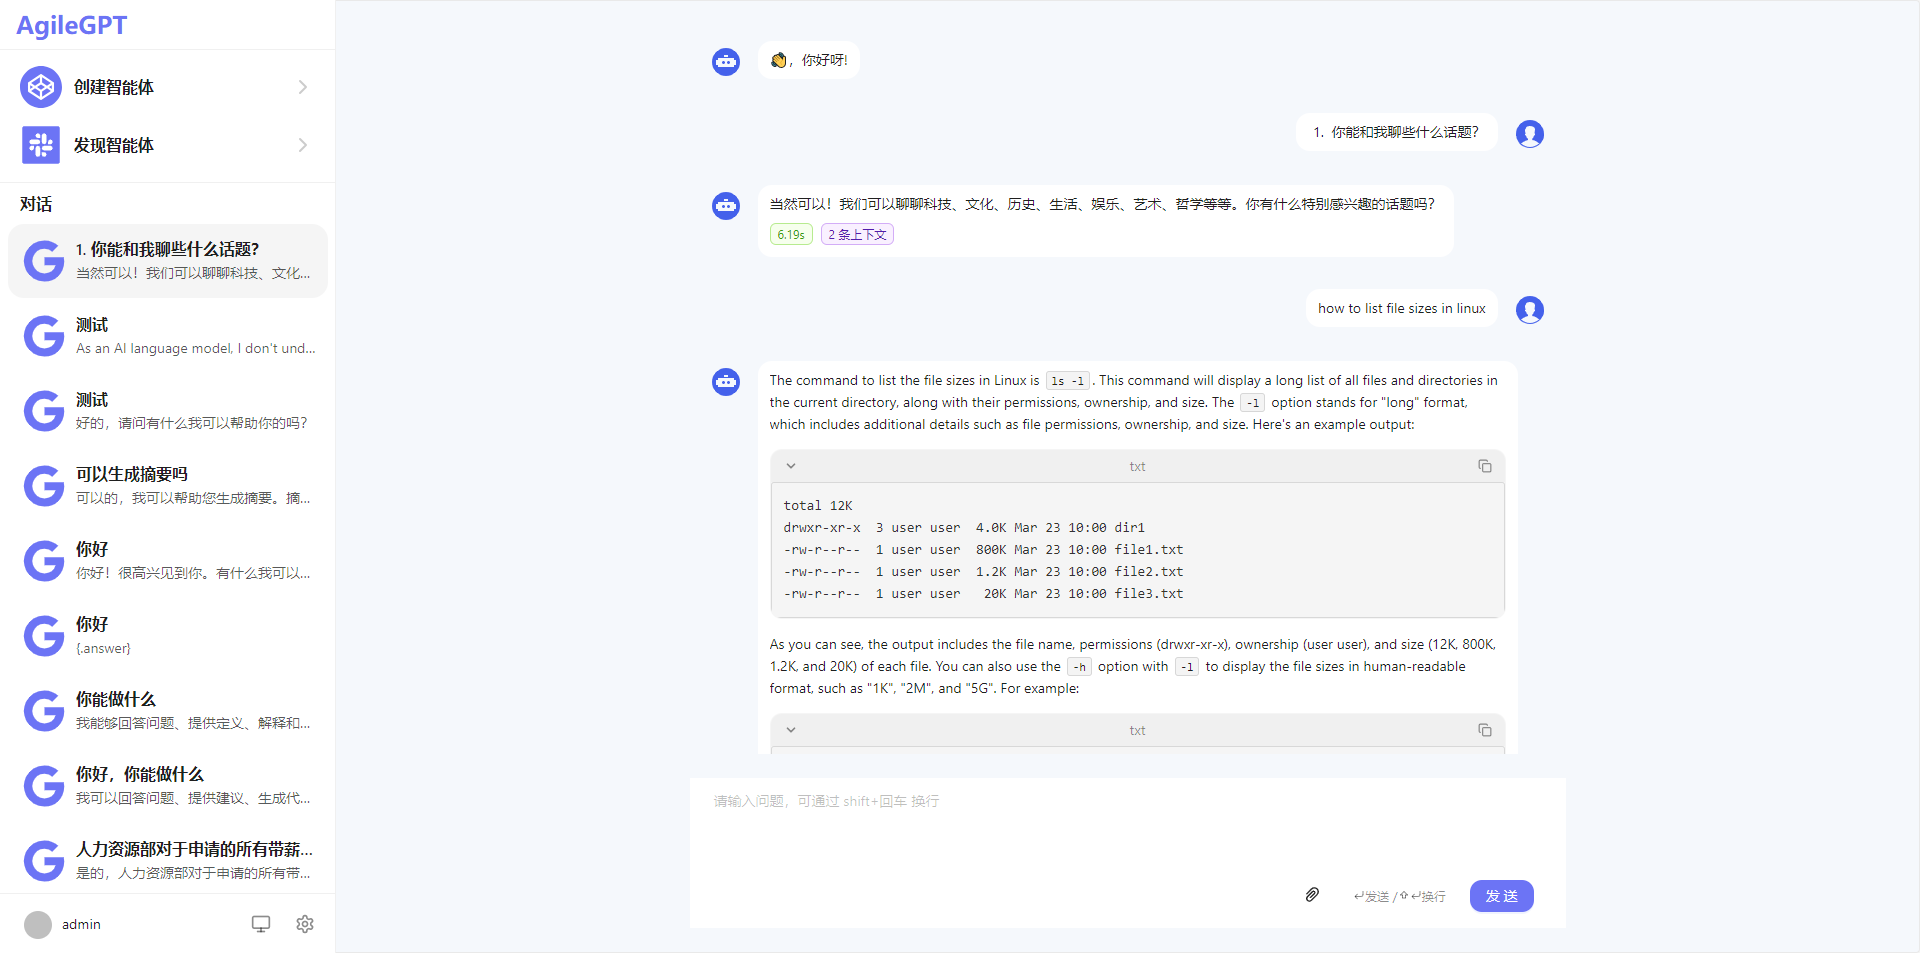 AgileGPT
创建智能体
发现智能体
对话
1. 你能和我聊些什么话题?
当然可以！我们可以聊聊科技、文化...
测试
As an AI language model, I don't und...
测试
好的，请问有什么我可以帮助你的吗?
可以生成摘要吗
可以的，我可以帮助您生成摘要。摘...
你好
你好！很高兴见到你。有什么我可以...
你好
{.answer}
你能做什么
我能够回答问题、提供定义、解释和...
你好，你能做什么
我可以回答问题、提供建议、生成代...
人力资源部对于申请的所有带薪...
是的，人力资源部对于申请的所有带...
admin
👏，你好呀!
1. 你能和我聊些什么话题?
当然可以！我们可以聊聊科技、文化、历史、生活、娱乐、艺术、哲学等等。你有什么特别感兴趣的话题吗?
6.19s 2 条上下文
how to list file sizes in linux
The command to list the file sizes in Linux is ls -l. This command will display a long list of all files and directories in
the current directory, along with their permissions, ownership, and size. The -l option stands for "long" format,
which includes additional details such as file permissions, ownership, and size. Here's an example output:
txt
total 12K
drwxr-xr-x  3 user user  4.0K Mar 23 10:00 dir1
-rw-r--r--  1 user user  800K Mar 23 10:00 file1.txt
-rw-r--r--  1 user user  1.2K Mar 23 10:00 file2.txt
-rw-r--r--  1 user user   20K Mar 23 10:00 file3.txt
As you can see, the output includes the file name, permissions (drwxr-xr-x), ownership (user user), and size (12K, 800K,
1.2K, and 20K) of each file. You can also use the -h option with -l to display the file sizes in human-readable
format, such as "1K", "2M", and "5G". For example:
txt
请输入问题，可通过 shift+回车 换行
↵发送 /⇧↵换行
发 送